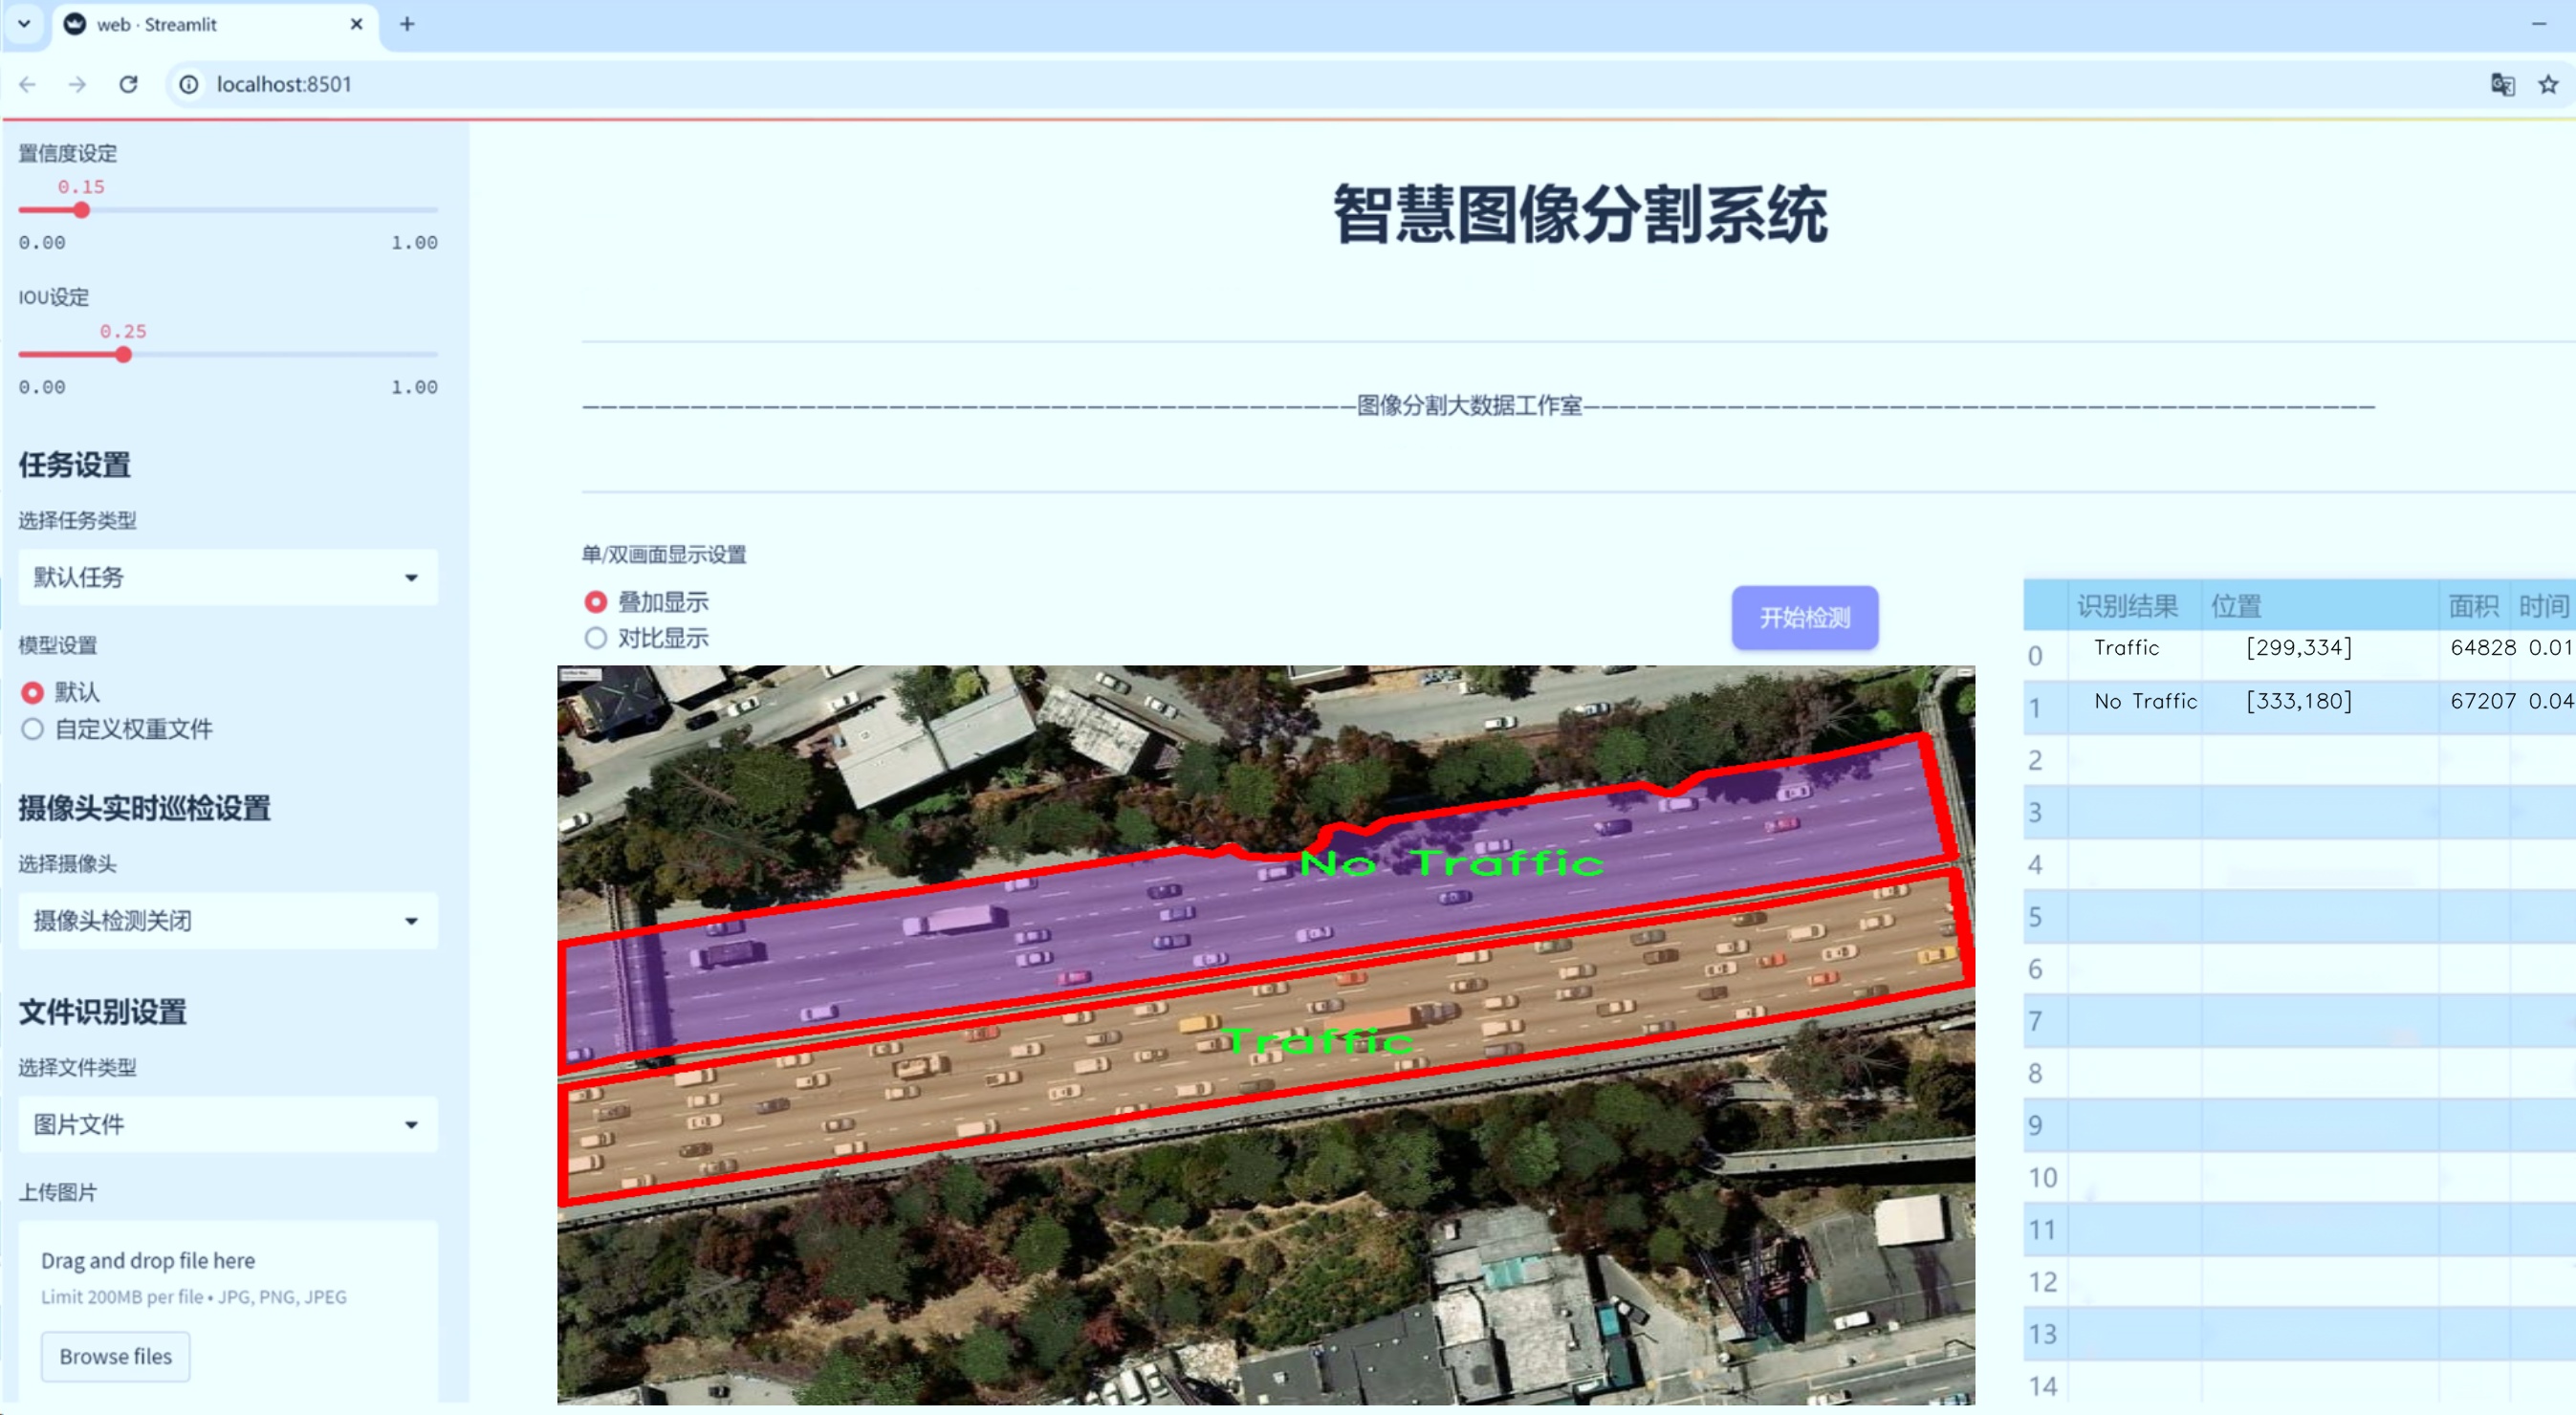 web · Streamlit
localhost:8501
置信度设定
0.15
0.00 1.00
IOU设定
0.25
0.00 1.00
任务设置
选择任务类型
默认任务
模型设置
默认
自定义权重文件
摄像头实时巡检设置
选择摄像头
摄像头检测关闭
文件识别设置
选择文件类型
图片文件
上传图片
Drag and drop file here
Limit 200MB per file • JPG, PNG, JPEG
Browse files
智慧图像分割系统
图像分割大数据工作室
单/双画面显示设置
叠加显示
对比显示
开始检测
No Traffic
Traffic
识别结果 位置 面积 时间
0 Traffic [299,334] 64828 0.01
1 No Traffic [333,180] 67207 0.04
2
3
4
5
6
7
8
9
10
11
12
13
14